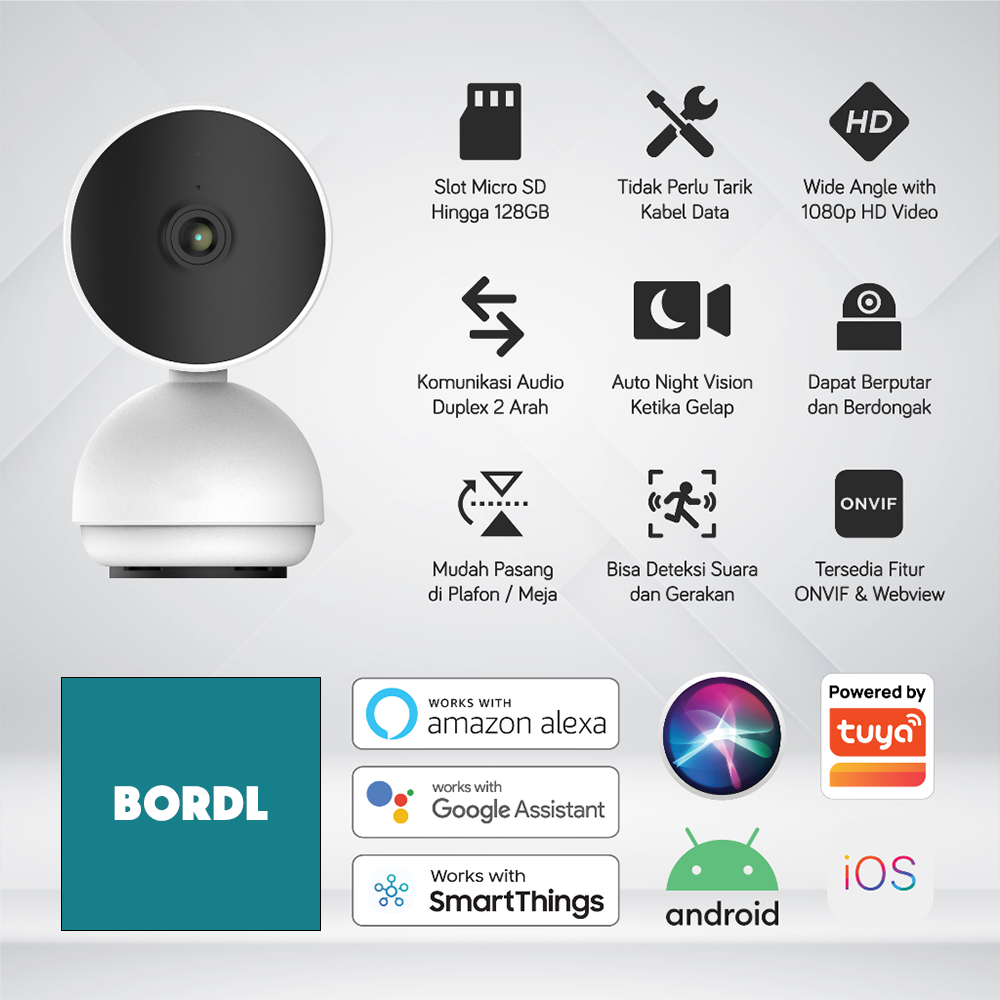 Slot Micro SD
Hingga 128GB
Tidak Perlu Tarik
Kabel Data
HD
Wide Angle with
1080p HD Video
Komunikasi Audio
Duplex 2 Arah
Auto Night Vision
Ketika Gelap
Dapat Berputar
dan Berdongak
Mudah Pasang
di Plafon / Meja
Bisa Deteksi Suara
dan Gerakan
ONVIF
Tersedia Fitur
ONVIF & Webview
BORDL
WORKS WITH
amazon alexa
works with
Google Assistant
Works with
SmartThings
Powered by
tuya
android
iOS